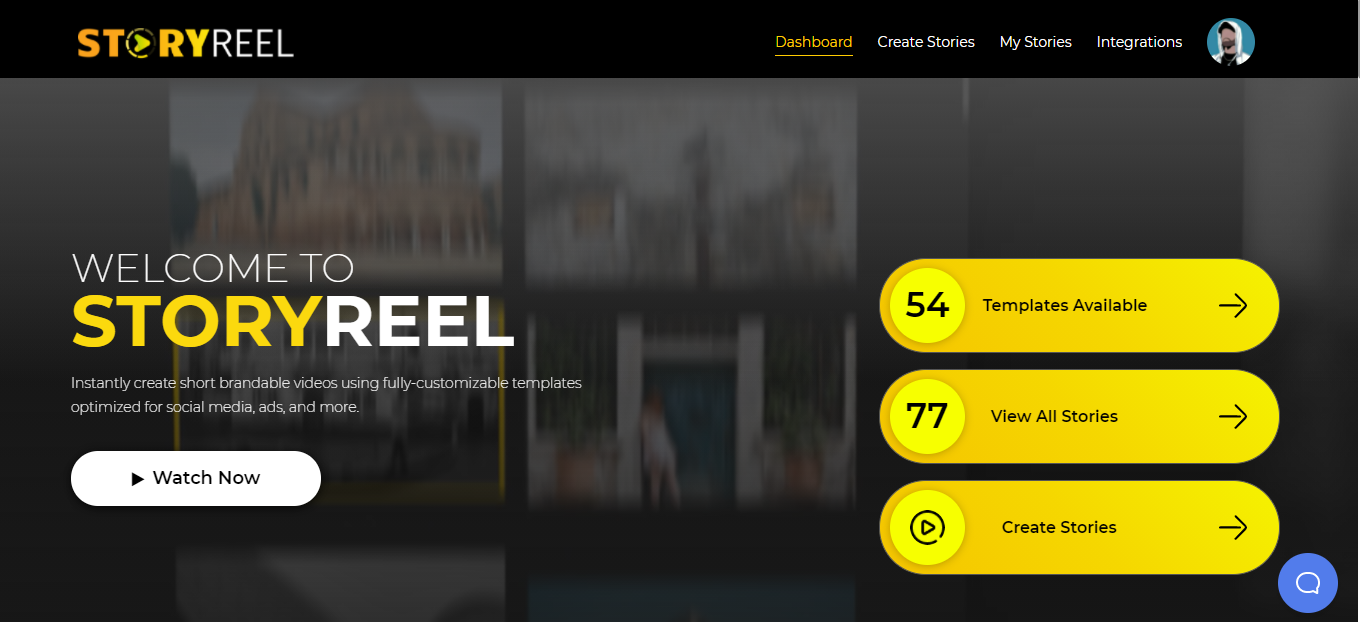 STORYREEL
Dashboard
Create Stories
My Stories
Integrations
WELCOME TO
STORYREEL
Instantly create short brandable videos using fully-customizable templates
optimized for social media, ads, and more.
Watch Now
54 Templates Available
77 View All Stories
Create Stories